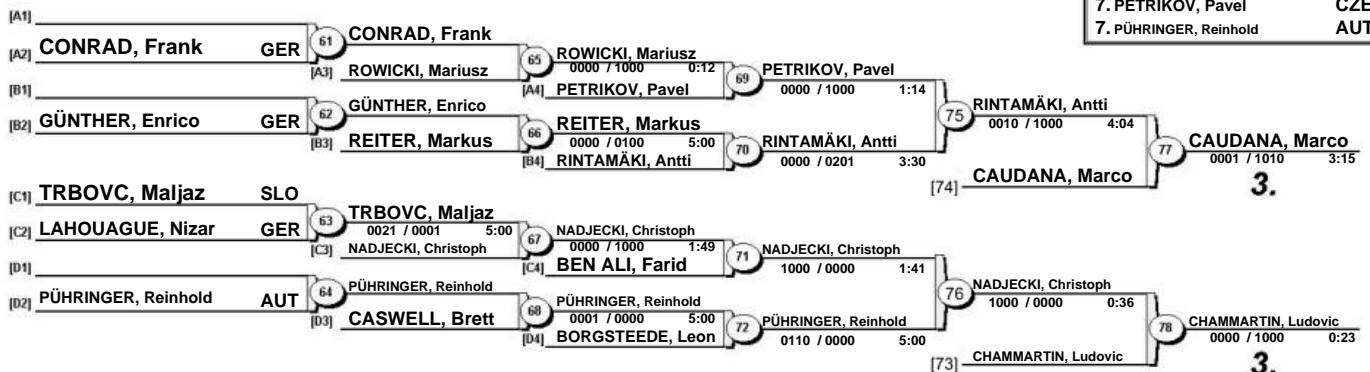 7. PETRIKOV, Pavel CZE
7. PÜHRINGER, Reinhold AUT
[A1]
[A2] CONRAD, Frank GER
61
CONRAD, Frank
[A3] ROWICKI, Mariusz
65
ROWICKI, Mariusz
0000 / 1000 0:12
[A4] PETRIKOV, Pavel
69
PETRIKOV, Pavel
0000 / 1000 1:14
[B1]
[B2] GÜNTHER, Enrico GER
62
GÜNTHER, Enrico
[B3] REITER, Markus
66
REITER, Markus
0000 / 0100 5:00
[B4] RINTAMÄKI, Antti
70
RINTAMÄKI, Antti
0000 / 0201 3:30
75
RINTAMÄKI, Antti
0010 / 1000 4:04
[74] CAUDANA, Marco
77
CAUDANA, Marco
0001 / 1010 3:15
3.
[C1] TRBOVC, Maljaz SLO
[C2] LAHOUAGUE, Nizar GER
63
TRBOVC, Maljaz
0021 / 0001 5:00
[C3] NADJECKI, Christoph
67
NADJECKI, Christoph
0000 / 1000 1:49
[C4] BEN ALI, Farid
71
NADJECKI, Christoph
1000 / 0000 1:41
[D1]
[D2] PÜHRINGER, Reinhold AUT
64
PÜHRINGER, Reinhold
[D3] CASWELL, Brett
68
PÜHRINGER, Reinhold
0001 / 0000 5:00
[D4] BORGSTEEDE, Leon
72
PÜHRINGER, Reinhold
0110 / 0000 5:00
76
NADJECKI, Christoph
1000 / 0000 0:36
[73] CHAMMARTIN, Ludovic
78
CHAMMARTIN, Ludovic
0000 / 1000 0:23
3.